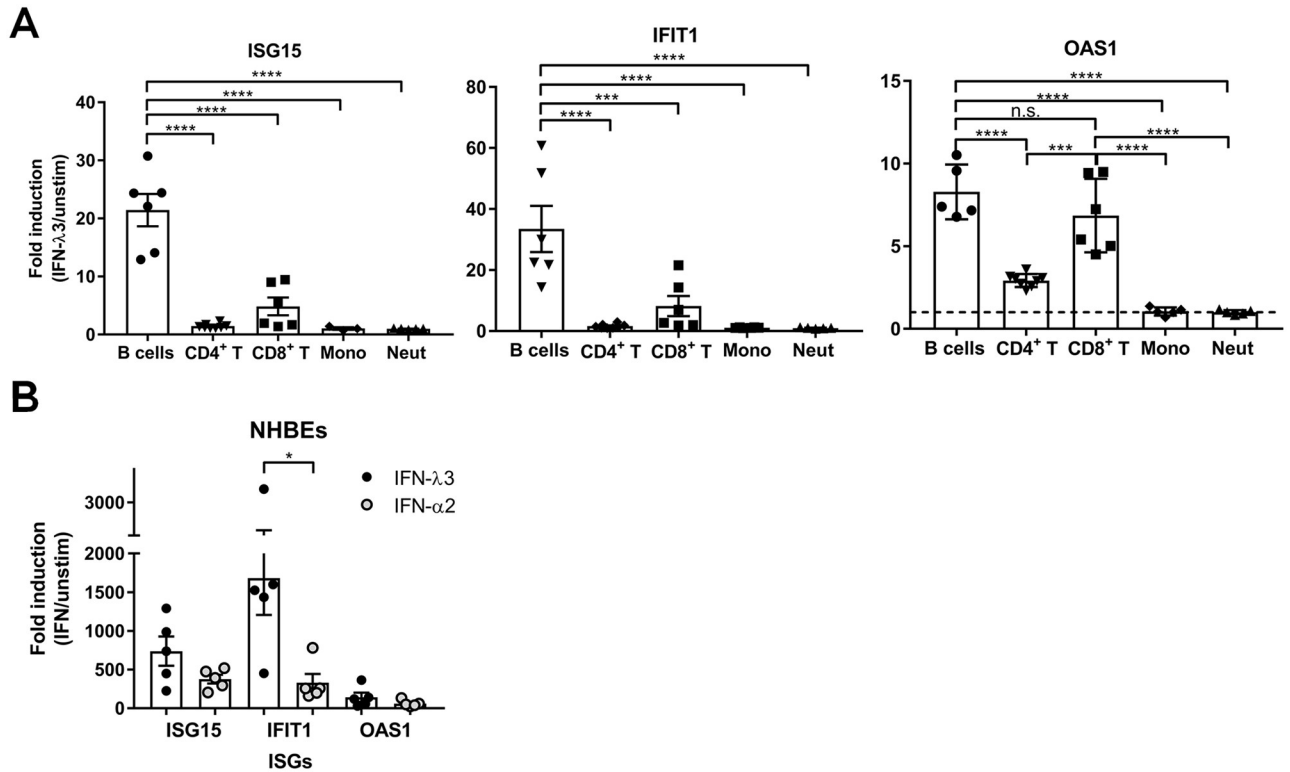 A
ISG15
****
****
****
****
Fold induction
(IFN-λ3/unstim)
40
30
20
10
0
B cells CD4⁺ T CD8⁺ T Mono Neut
IFIT1
****
****
***
****
80
60
40
20
0
B cells CD4⁺ T CD8⁺ T Mono Neut
OAS1
****
****
n.s.
****
****
*** ****
15
10
5
0
B cells CD4⁺ T CD8⁺ T Mono Neut
B
NHBEs
*
IFN-λ3
IFN-α2
Fold induction
(IFN/unstim)
3000
2000
1500
1000
500
0
ISG15 IFIT1 OAS1
ISGs